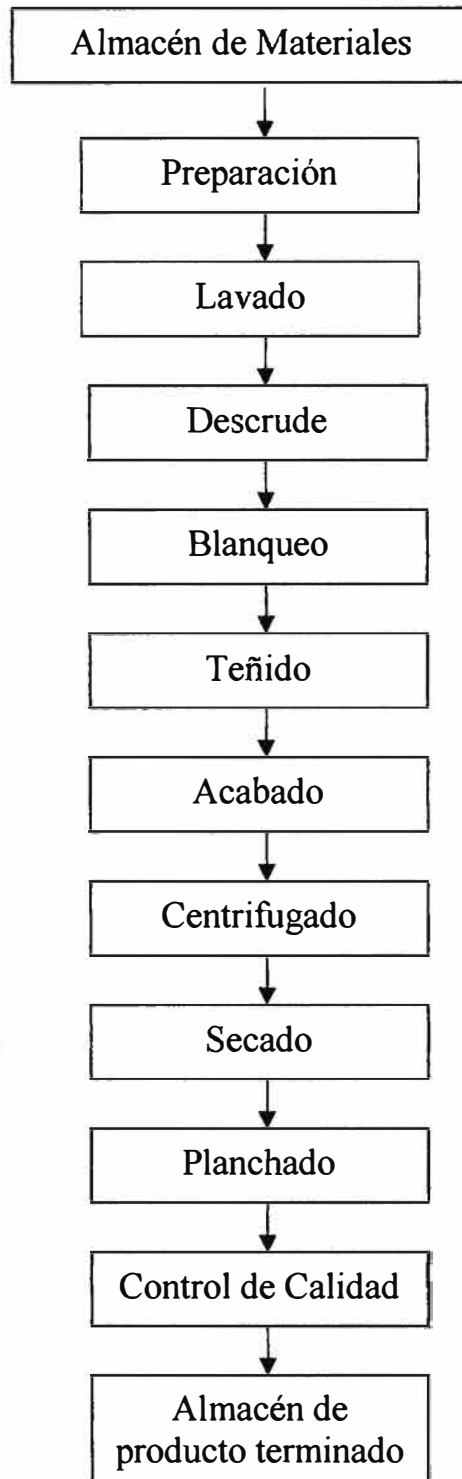 Almacén de Materiales
Preparación
Lavado
Descrude
Blanqueo
Teñido
Acabado
Centrifugado
Secado
Planchado
Control de Calidad
Almacén de
producto terminado